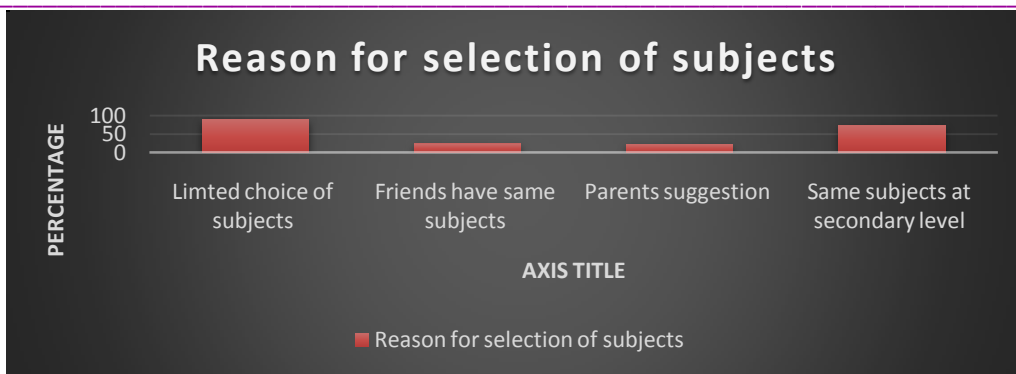 Reason for selection of subjects
PERCENTAGE
100
50
0
Limted choice of
subjects
Friends have same
subjects
Parents suggestion
Same subjects at
secondary level
AXIS TITLE
Reason for selection of subjects